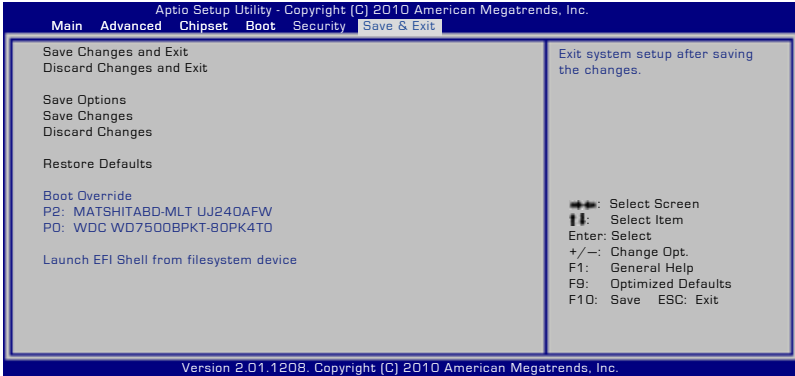 Aptio Setup Utility - Copyright (C) 2010 American Megatrends, Inc.
Main Advanced Chipset Boot Security Save & Exit
Save Changes and Exit
Discard Changes and Exit
Save Options
Save Changes
Discard Changes
Restore Defaults
Boot Override
P2: MATSHITABD-MLT UJ240AFW
P0: WDC WD7500BPKT-80PK4T0
Launch EFI Shell from filesystem device
Exit system setup after saving
the changes.
→←: Select Screen
↑↓: Select Item
Enter: Select
+/—: Change Opt.
F1: General Help
F9: Optimized Defaults
F10: Save ESC: Exit
Version 2.01.1208. Copyright (C) 2010 American Megatrends, Inc.